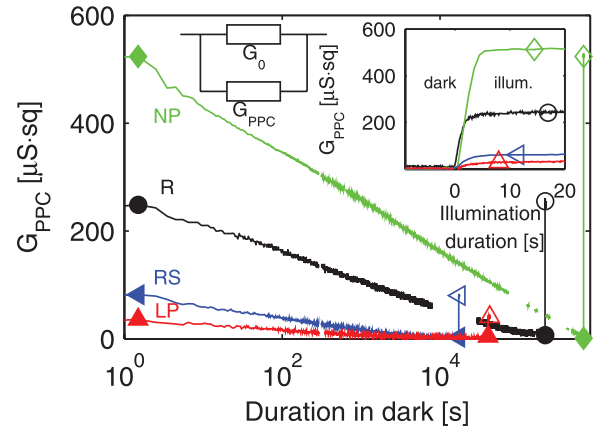 G_PPC [µS·sq]
600
400
200
0
10^0
10^2
10^4
Duration in dark [s]
NP
R
RS
LP
G_0
G_PPC
G_PPC [µS·sq]
600
400
200
0
10
20
dark
illum.
Illumination
duration [s]